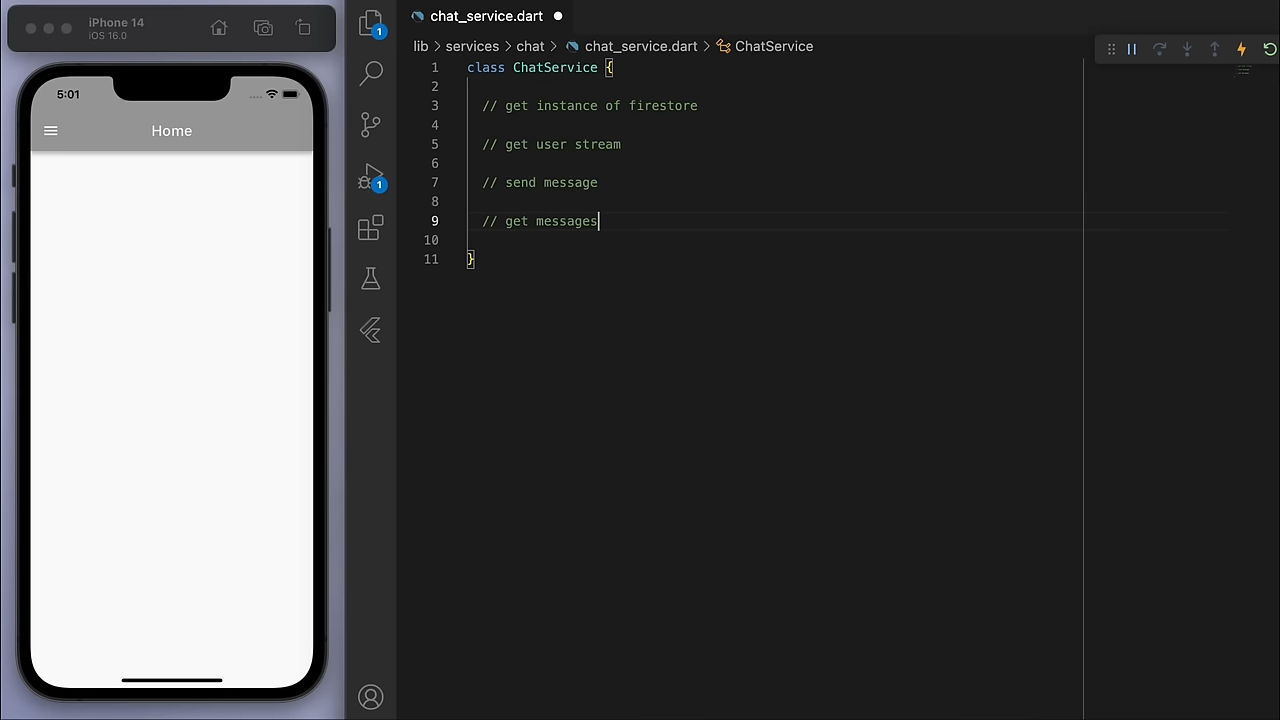 iPhone 14
iOS 16.0
5:01
Home
1
1
chat_service.dart
lib > services > chat > chat_service.dart > ChatService
1 class ChatService {
2
3 // get instance of firestore
4
5 // get user stream
6
7 // send message
8
9 // get messages
10
11 }